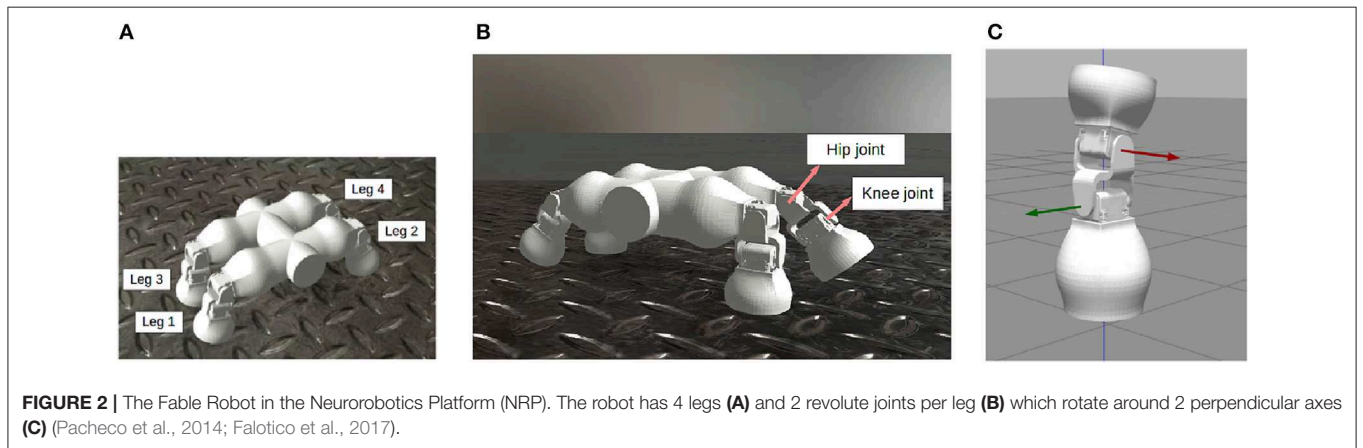 A
B
C
Leg 4
Leg 2
Leg 3
Leg 1
Hip joint
Knee joint
FIGURE 2 | The Fable Robot in the Neurorobotics Platform (NRP). The robot has 4 legs (A) and 2 revolute joints per leg (B) which rotate around 2 perpendicular axes
(C) (Pacheco et al., 2014; Falotico et al., 2017).